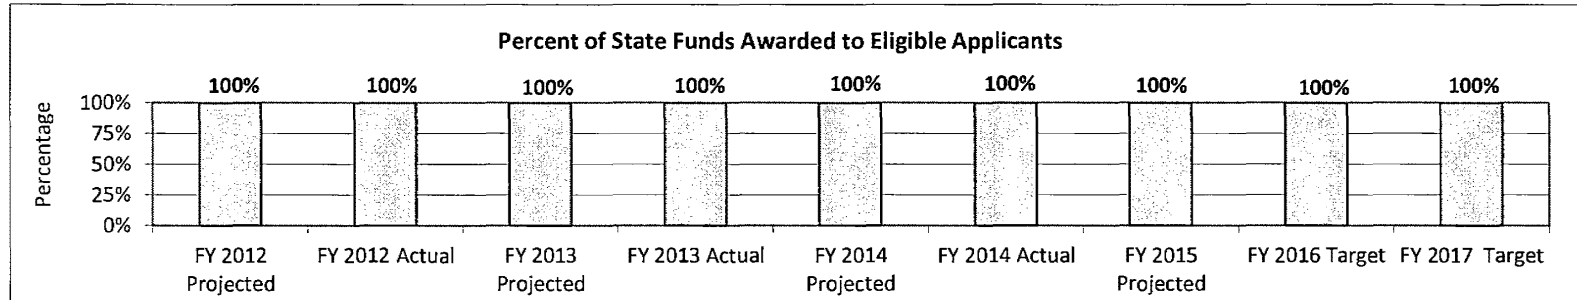 Percent of State Funds Awarded to Eligible Applicants
100% 100% 100% 100% 100% 100% 100% 100% 100%
Percentage
100%
75%
50%
25%
0%
FY 2012 Projected
FY 2012 Actual
FY 2013 Projected
FY 2013 Actual
FY 2014 Projected
FY 2014 Actual
FY 2015 Projected
FY 2016 Target
FY 2017 Target